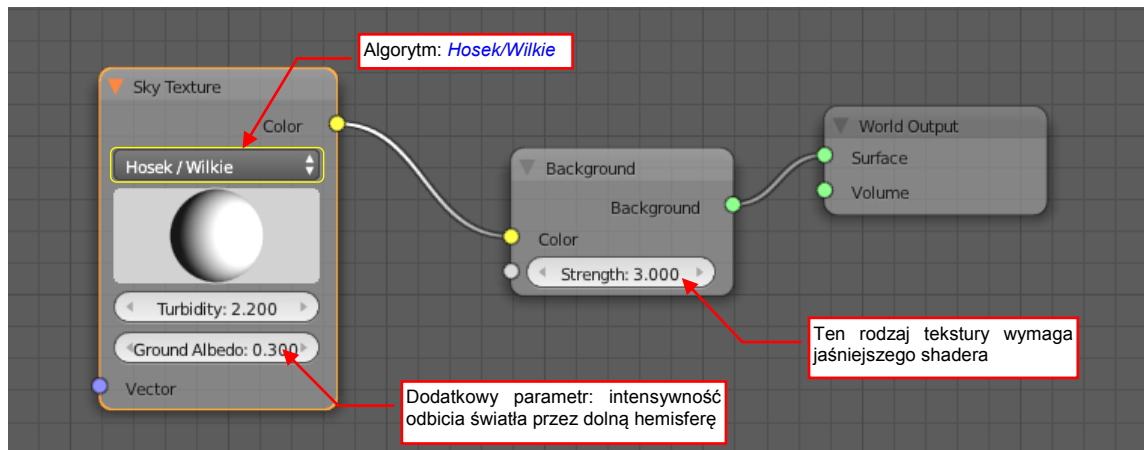 Algorytm: Hosek/Wilkie
Sky Texture
Color
Hosek / Wilkie
Turbidity: 2.200
Ground Albedo: 0.300
Vector
Background
Background
Color
Strength: 3.000
World Output
Surface
Volume
Ten rodzaj tekstury wymaga
jaśniejszego shadera
Dodatkowy parametr: intensywność
odbicia światła przez dolną hemisferę